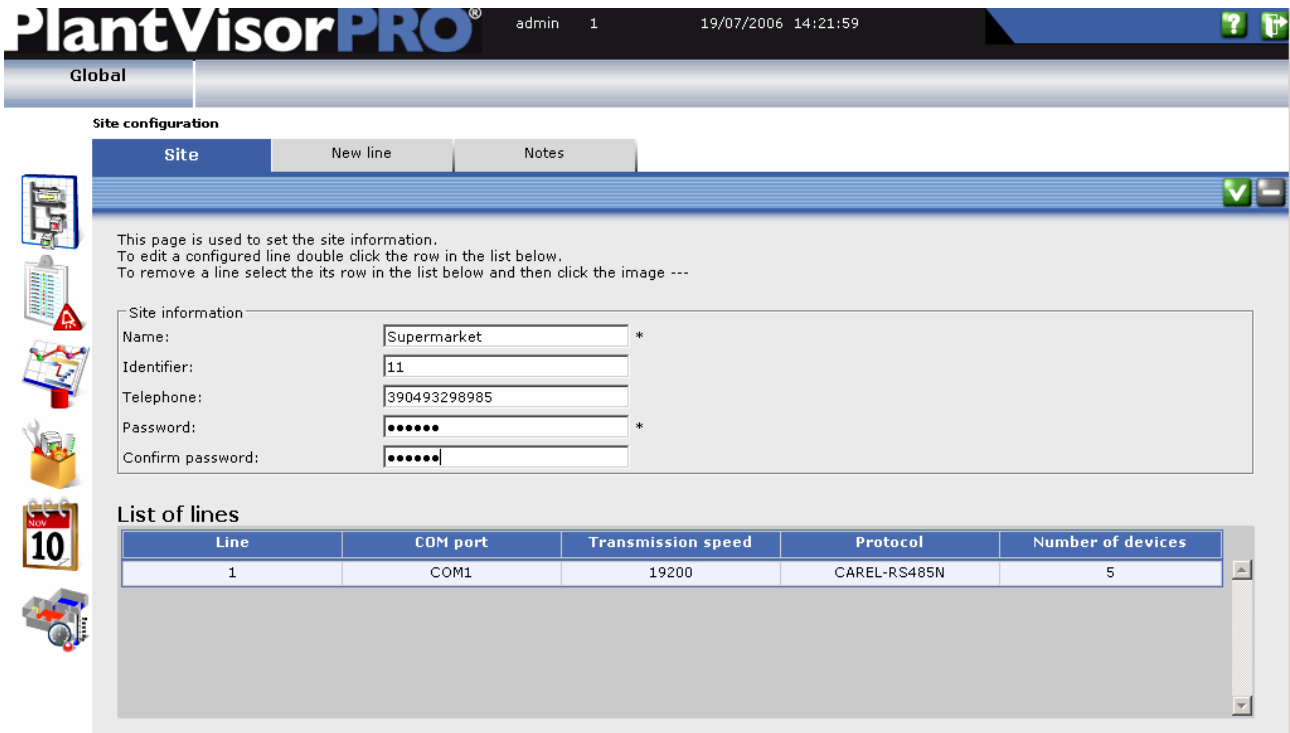 PlantVisorPRO® admin 1 19/07/2006 14:21:59 ?
Global
Site configuration
Site New line Notes
This page is used to set the site information.
To edit a configured line double click the row in the list below.
To remove a line select the its row in the list below and then click the image ---
Site information
Name: Supermarket *
Identifier: 11
Telephone: 390493298985
Password: ●●●●●● *
Confirm password: ●●●●●●
NOV
10
List of lines
Line COM port Transmission speed Protocol Number of devices
1 COM1 19200 CAREL-RS485N 5